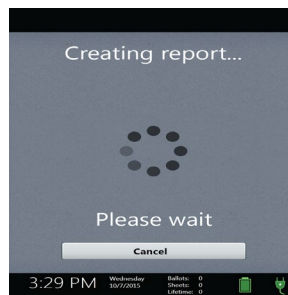 Creating report...
Please wait
Cancel
3:29 PM
Wednesday
10/7/2015
Ballots: 0
Sheets: 0
Lifetime: 0